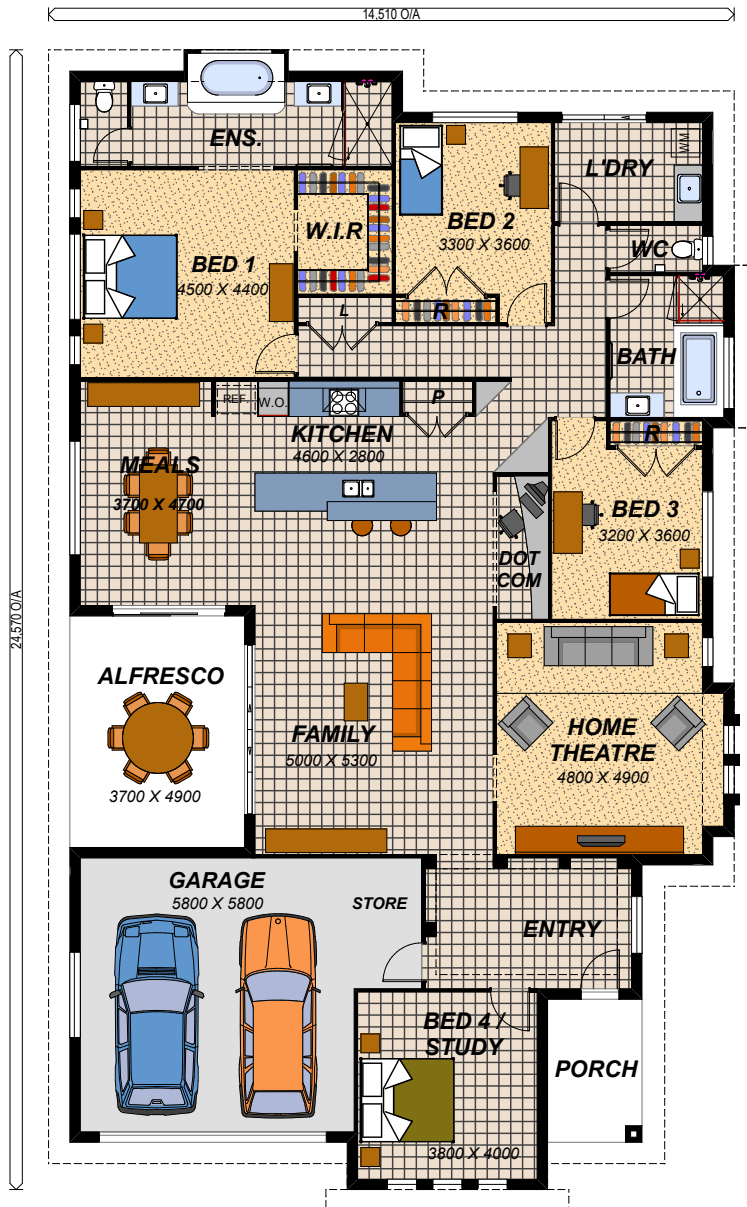 14,510 O/A
24,570 O/A
ENS.
L'DRY
W.M.
BED 2
3300 X 3600
W.I.R
WC
BED 1
4500 X 4400
L
R
BATH
REF.
W.O.
P
KITCHEN
4600 X 2800
R
MEALS
3700 X 4700
BED 3
3200 X 3600
DOT
COM
ALFRESCO
3700 X 4900
FAMILY
5000 X 5300
HOME
THEATRE
4800 X 4900
GARAGE
5800 X 5800
STORE
ENTRY
BED 4 /
STUDY
3800 X 4000
PORCH